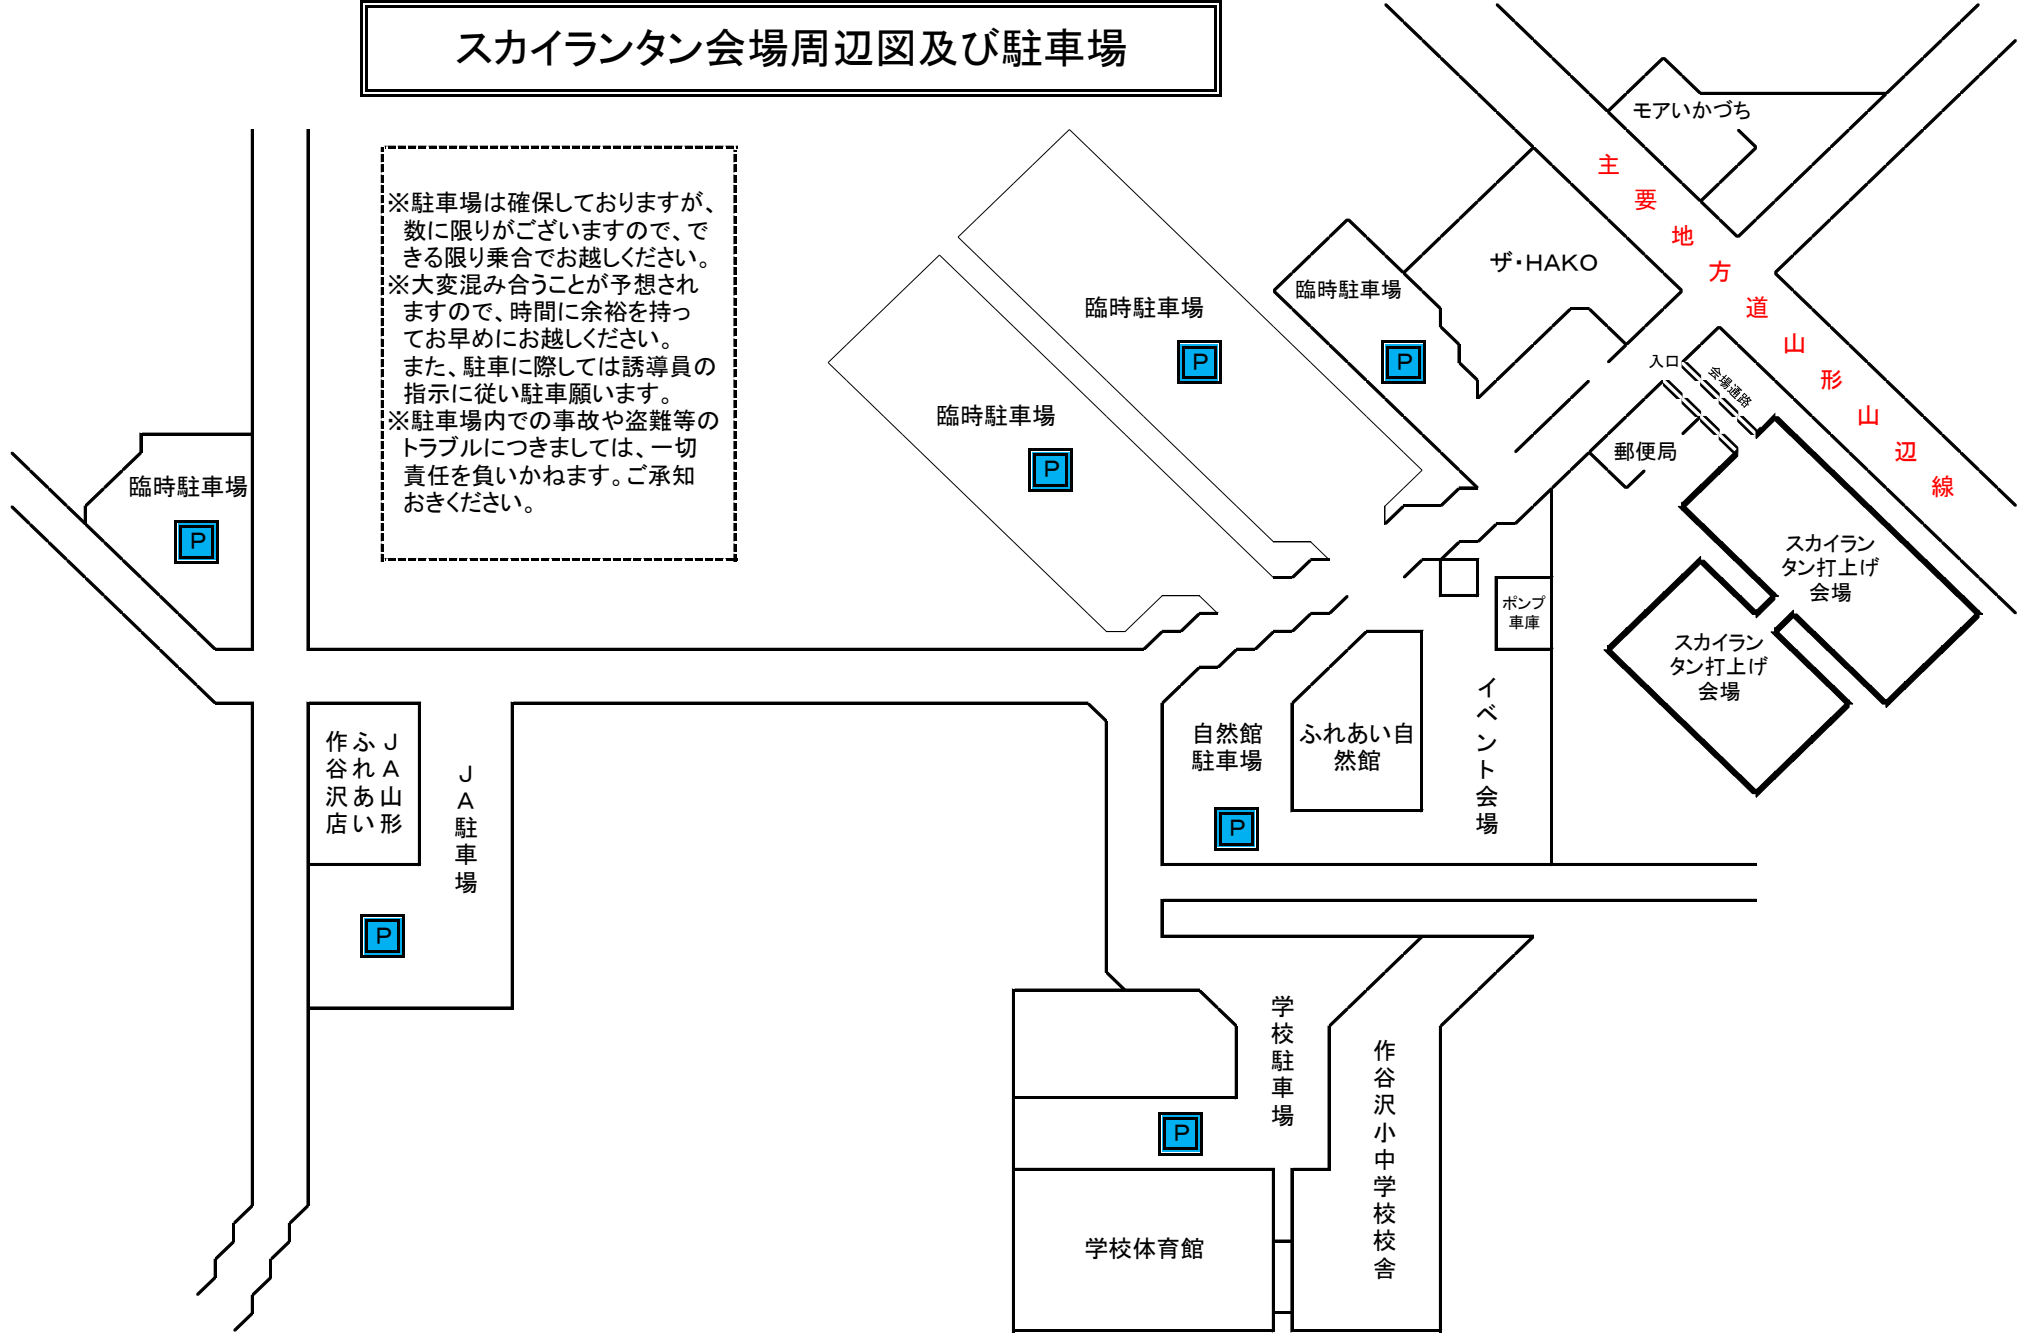 スカイランタン会場周辺図及び駐車場
モアいかづち
主要地方道山形山辺線
※駐車場は確保しておりますが、
数に限りがございますので、で
きる限り乗合でお越しください。
※大変混み合うことが予想され
ますので、時間に余裕を持っ
てお早めにお越しください。
また、駐車に際しては誘導員の
指示に従い駐車願います。
※駐車場内での事故や盗難等の
トラブルにつきましては、一切
責任を負いかねます。ご承知
おきください。
ザ・HAKO
臨時駐車場
P
臨時駐車場
P
臨時駐車場
P
入口
会場通路
郵便局
臨時駐車場
P
スカイラン
タン打上げ
会場
ポンプ
車庫
スカイラン
タン打上げ
会場
イベント会場
自然館
駐車場
P
ふれあい自
然館
JA山形
ふれあい
作谷沢店
JA駐車場
P
学校駐車場
P
作谷沢小中学校校舎
学校体育館